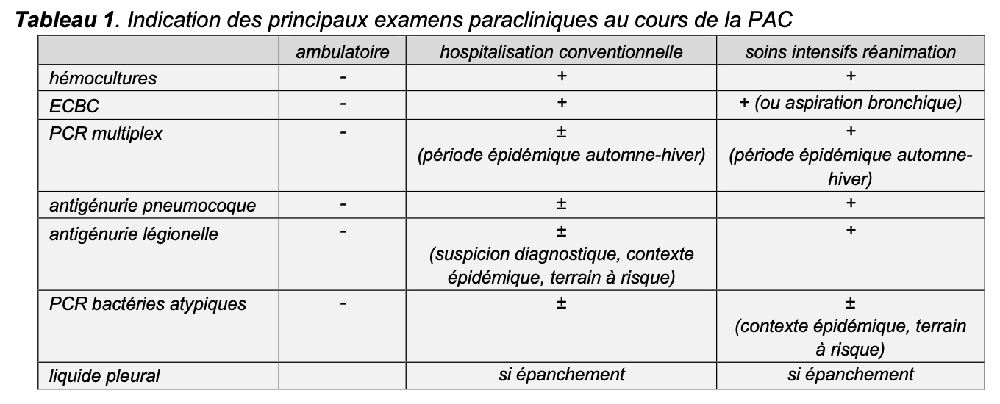 Tableau 1. Indication des principaux examens paracliniques au cours de la PAC
ambulatoire hospitalisation conventionnelle soins intensifs réanimation
hémocultures - + +
ECBC - + + (ou aspiration bronchique)
PCR multiplex - ± +
(période épidémique automne-hiver) (période épidémique automne-
hiver)
antigénurie pneumocoque - ± +
antigénurie légionelle - ± +
(suspicion diagnostique, contexte
épidémique, terrain à risque)
PCR bactéries atypiques - ± ±
(contexte épidémique, terrain
à risque)
liquide pleural si épanchement si épanchement